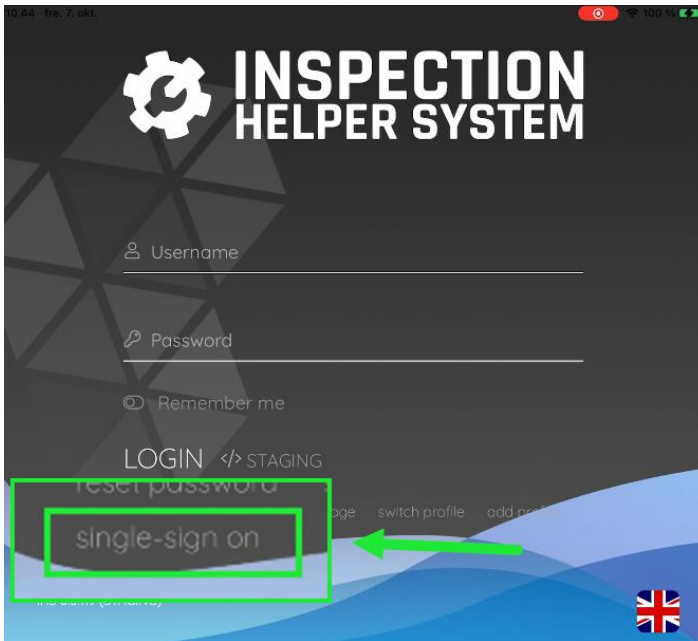 10.44 fre. 7. okt.
100 %
INSPECTION
HELPER SYSTEM
Username
Password
Remember me
LOGIN </> STAGING
reset password
switch profile
single-sign on